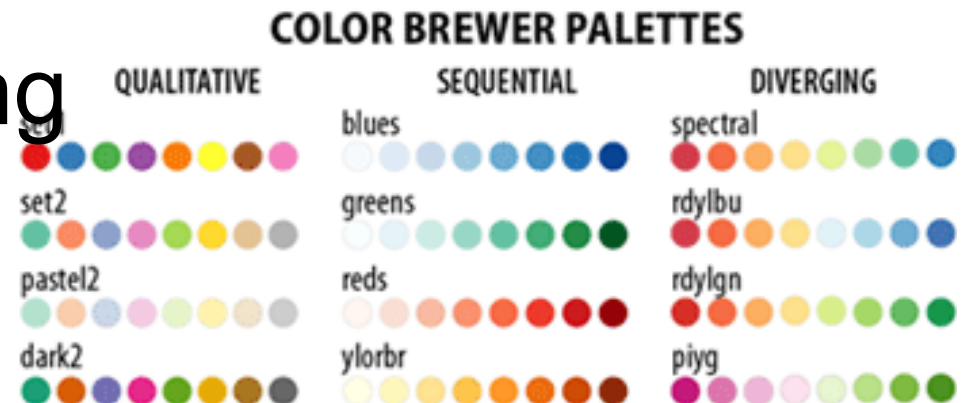 COLOR BREWER PALETTES
QUALITATIVE SEQUENTIAL DIVERGING
blues spectral
set2 greens rdylbu
pastel2 reds rdylgn
dark2 ylorbr piyg